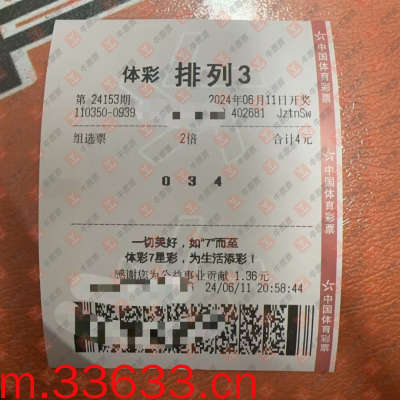 体彩 排列3
第 24153期 2024年06月11日开奖
110350-0939 402681 JztnSw
组选票 2倍 合计4元
0 3 4
一切美好，如"7"而至
体彩7星彩，为生活添彩！
感谢您为公益事业贡献 1.36元
24/06/11 20:58:44
中国体育彩票
中国体育彩票
中国体育彩票
m.33633.cn